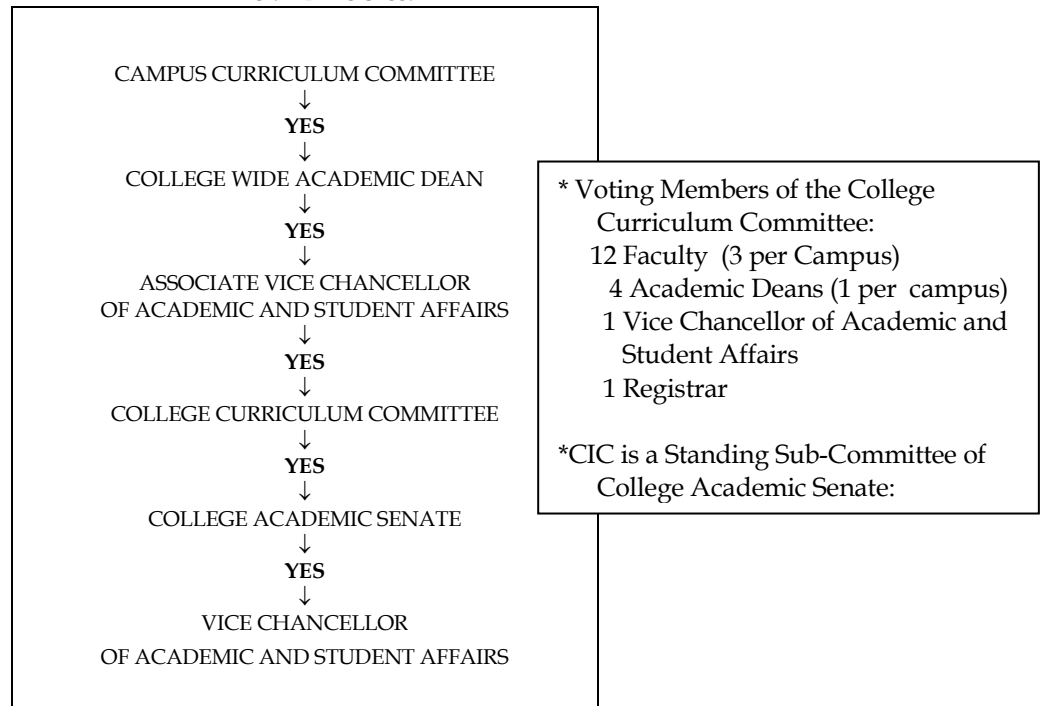 CAMPUS CURRICULUM COMMITTEE
↓
YES
↓
COLLEGE WIDE ACADEMIC DEAN
↓
YES
↓
ASSOCIATE VICE CHANCELLOR
OF ACADEMIC AND STUDENT AFFAIRS
↓
YES
↓
COLLEGE CURRICULUM COMMITTEE
↓
YES
↓
COLLEGE ACADEMIC SENATE
↓
YES
↓
VICE CHANCELLOR
OF ACADEMIC AND STUDENT AFFAIRS
* Voting Members of the College
Curriculum Committee:
12 Faculty (3 per Campus)
4 Academic Deans (1 per campus)
1 Vice Chancellor of Academic and
Student Affairs
1 Registrar
*CIC is a Standing Sub-Committee of
College Academic Senate: